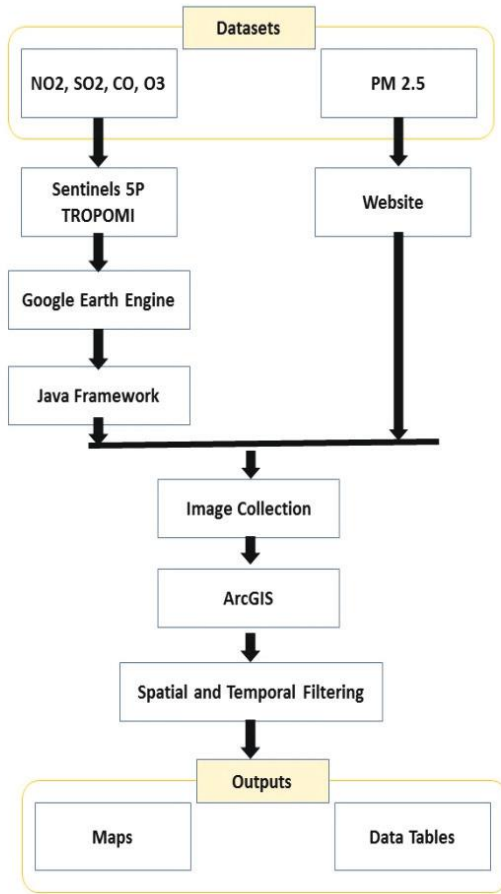 Datasets
NO2, SO2, CO, O3
PM 2.5
Sentinels 5P
TROPOMI
Website
Google Earth Engine
Java Framework
Image Collection
ArcGIS
Spatial and Temporal Filtering
Outputs
Maps
Data Tables